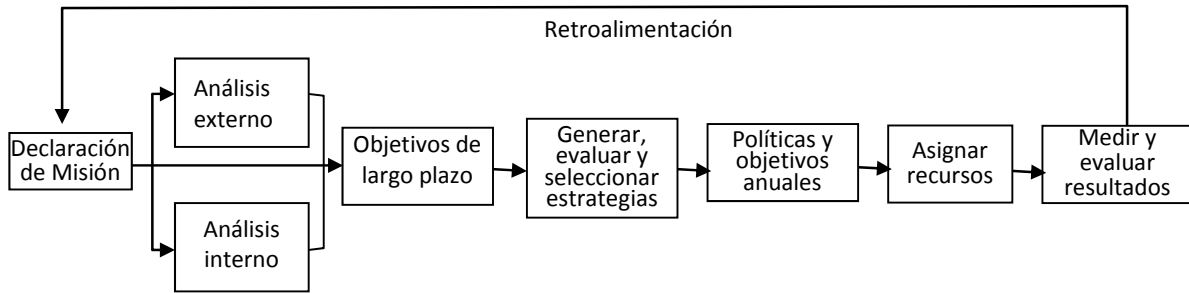 Retroalimentación
Análisis
externo
Declaración
de Misión
Objetivos de
largo plazo
Generar,
evaluar y
seleccionar
estrategias
Políticas y
objetivos
anuales
Asignar
recursos
Medir y
evaluar
resultados
Análisis
interno